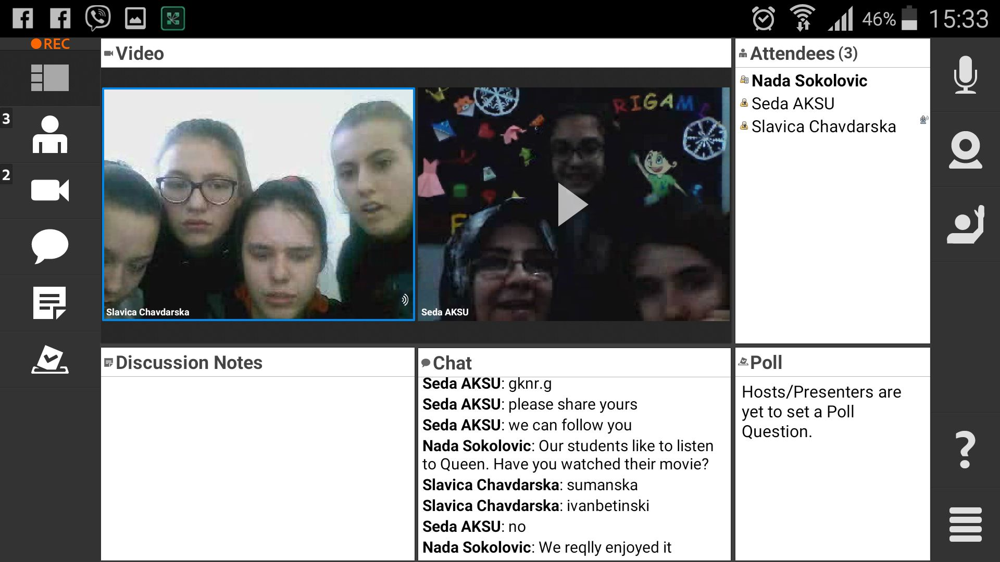 46% 15:33
REC
Video
Attendees (3)
Nada Sokolovic
Seda AKSU
Slavica Chavdarska
3
2
RIGAM
Slavica Chavdarska
Seda AKSU
Discussion Notes
Chat
Seda AKSU: gknr.g
Seda AKSU: please share yours
Seda AKSU: we can follow you
Nada Sokolovic: Our students like to listen
to Queen. Have you watched their movie?
Slavica Chavdarska: sumanska
Slavica Chavdarska: ivanbetinski
Seda AKSU: no
Nada Sokolovic: We reqlly enjoyed it
Poll
Hosts/Presenters are
yet to set a Poll
Question.